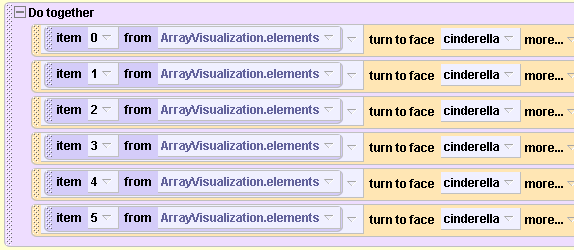 Do together
item 0 from ArrayVisualization.elements turn to face cinderella more...
item 1 from ArrayVisualization.elements turn to face cinderella more...
item 2 from ArrayVisualization.elements turn to face cinderella more...
item 3 from ArrayVisualization.elements turn to face cinderella more...
item 4 from ArrayVisualization.elements turn to face cinderella more...
item 5 from ArrayVisualization.elements turn to face cinderella more...